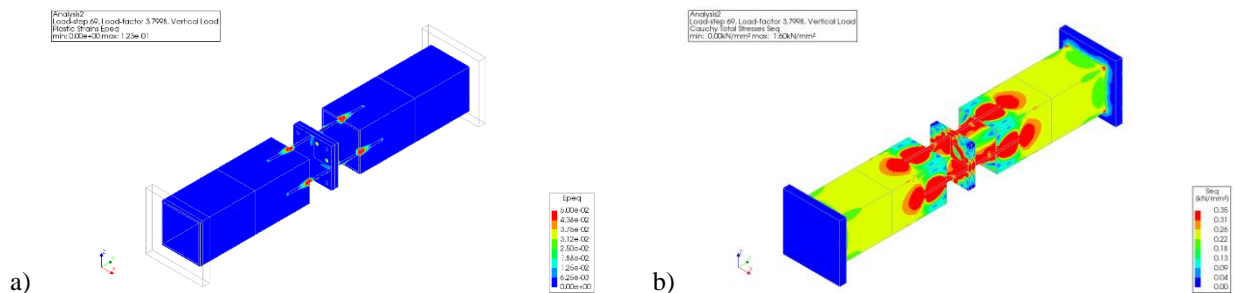 Analysis2
Load-step 69, Load-factor 3.7998, Vertical Load
Plastic Strains Epeq
min: 0.00e+00 max: 1.23e-01
Epeq
5.00e-02
4.38e-02
3.75e-02
3.12e-02
2.50e-02
1.88e-02
1.25e-02
6.25e-03
0.00e+00
a)
Analysis2
Load-step 69, Load-factor 3.7998, Vertical Load
Cauchy Total Stresses Seq
min: 0.00kN/mm² max: 1.60kN/mm²
Seq
(kN/mm²)
0.35
0.31
0.26
0.22
0.18
0.13
0.09
0.04
0.00
b)